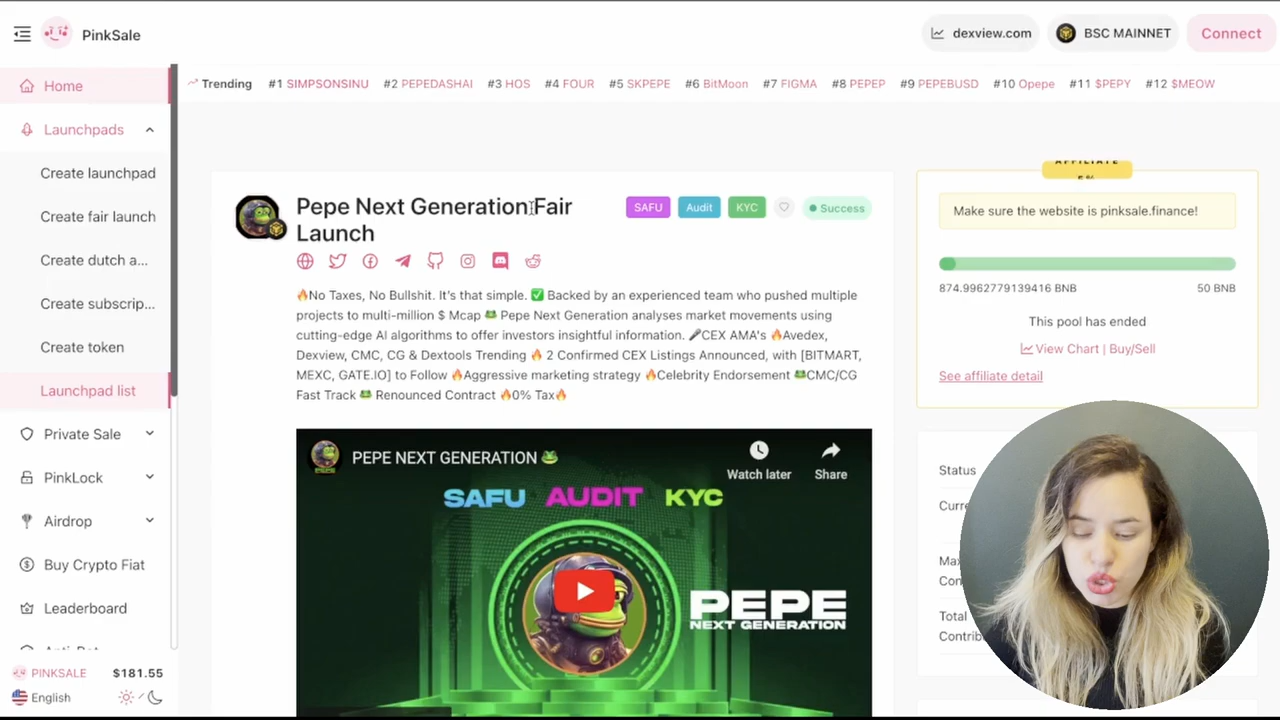 PinkSale
dexview.com
BSC MAINNET
Connect
Home
Launchpads
Create launchpad
Create fair launch
Create dutch a...
Create subscrip...
Create token
Launchpad list
Private Sale
PinkLock
Airdrop
Buy Crypto Fiat
Leaderboard
PINKSALE $181.55
English
Trending #1 SIMPSONSINU #2 PEPEDASHAI #3 HOS #4 FOUR #5 SKPEPE #6 BitMoon #7 FIGMA #8 PEPEP #9 PEPEBUSD #10 Opepe #11 $PEPY #12 $MEOW
Pepe Next Generation Fair
Launch
SAFU Audit KYC Success
🔥No Taxes, No Bullshit. It's that simple. ✅ Backed by an experienced team who pushed multiple
projects to multi-million $ Mcap 🐸 Pepe Next Generation analyses market movements using
cutting-edge AI algorithms to offer investors insightful information. 🎤CEX AMA's 🔥Avedex,
Dexview, CMC, CG & Dextools Trending 🔥 2 Confirmed CEX Listings Announced, with [BITMART,
MEXC, GATE.IO] to Follow 🔥Aggressive marketing strategy 🔥Celebrity Endorsement 🐸CMC/CG
Fast Track 🐸 Renounced Contract 🔥0% Tax🔥
PEPE NEXT GENERATION 🐸
Watch later
Share
SAFU AUDIT KYC
PEPE
NEXT GENERATION
AFFILIATE
5%
Make sure the website is pinksale.finance!
874.9962779139416 BNB 50 BNB
This pool has ended
View Chart | Buy/Sell
See affiliate detail
Status
Curre
Max
Con
Total
Contrib